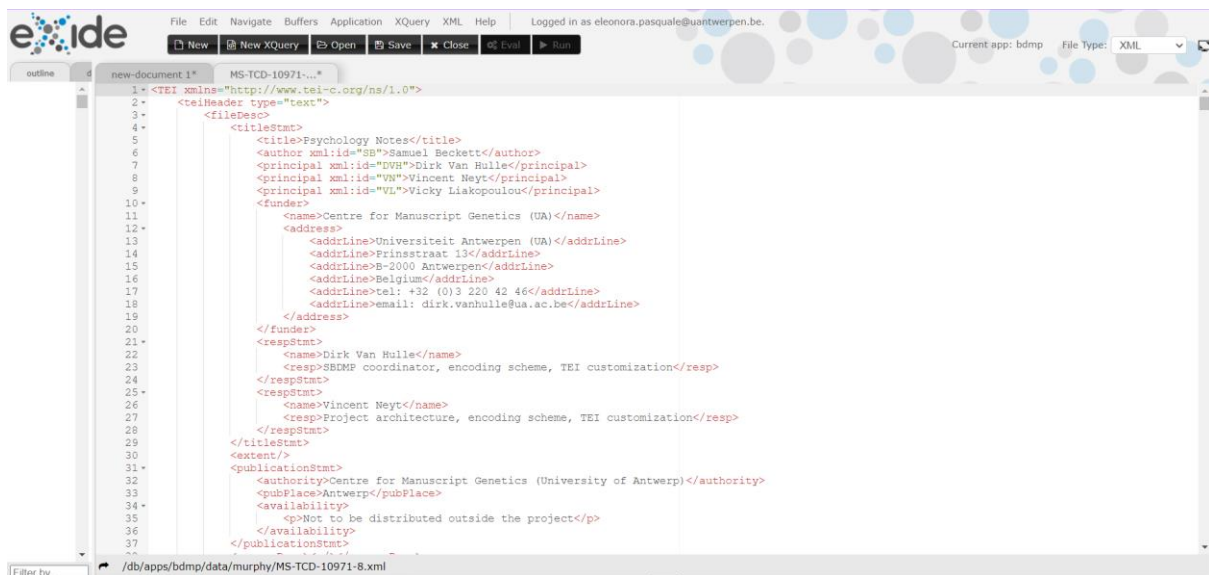 eXide
File Edit Navigate Buffers Application XQuery XML Help Logged in as eleonora.pasquale@uantwerpen.be.
New New XQuery Open Save Close Eval Run Current app: bdmp File Type: XML
outline d new-document 1* MS-TCD-10971-...*
1 <TEI xmlns="http://www.tei-c.org/ns/1.0">
2 <teiHeader type="text">
3 <fileDesc>
4 <titleStmt>
5 <title>Psychology Notes</title>
6 <author xml:id="SB">Samuel Beckett</author>
7 <principal xml:id="DVH">Dirk Van Hulle</principal>
8 <principal xml:id="VN">Vincent Neyt</principal>
9 <principal xml:id="VL">Vicky Liakopoulou</principal>
10 <funder>
11 <name>Centre for Manuscript Genetics (UA)</name>
12 <address>
13 <addrLine>Universiteit Antwerpen (UA)</addrLine>
14 <addrLine>Prinsstraat 13</addrLine>
15 <addrLine>B-2000 Antwerpen</addrLine>
16 <addrLine>Belgium</addrLine>
17 <addrLine>tel: +32 (0)3 220 42 46</addrLine>
18 <addrLine>email: dirk.vanhulle@ua.ac.be</addrLine>
19 </address>
20 </funder>
21 <respStmt>
22 <name>Dirk Van Hulle</name>
23 <resp>SBDMP coordinator, encoding scheme, TEI customization</resp>
24 </respStmt>
25 <respStmt>
26 <name>Vincent Neyt</name>
27 <resp>Project architecture, encoding scheme, TEI customization</resp>
28 </respStmt>
29 </titleStmt>
30 <extent/>
31 <publicationStmt>
32 <authority>Centre for Manuscript Genetics (University of Antwerp)</authority>
33 <pubPlace>Antwerp</pubPlace>
34 <availability>
35 <p>Not to be distributed outside the project</p>
36 </availability>
37 </publicationStmt>
Filter by /db/apps/bdmp/data/murphy/MS-TCD-10971-8.xml